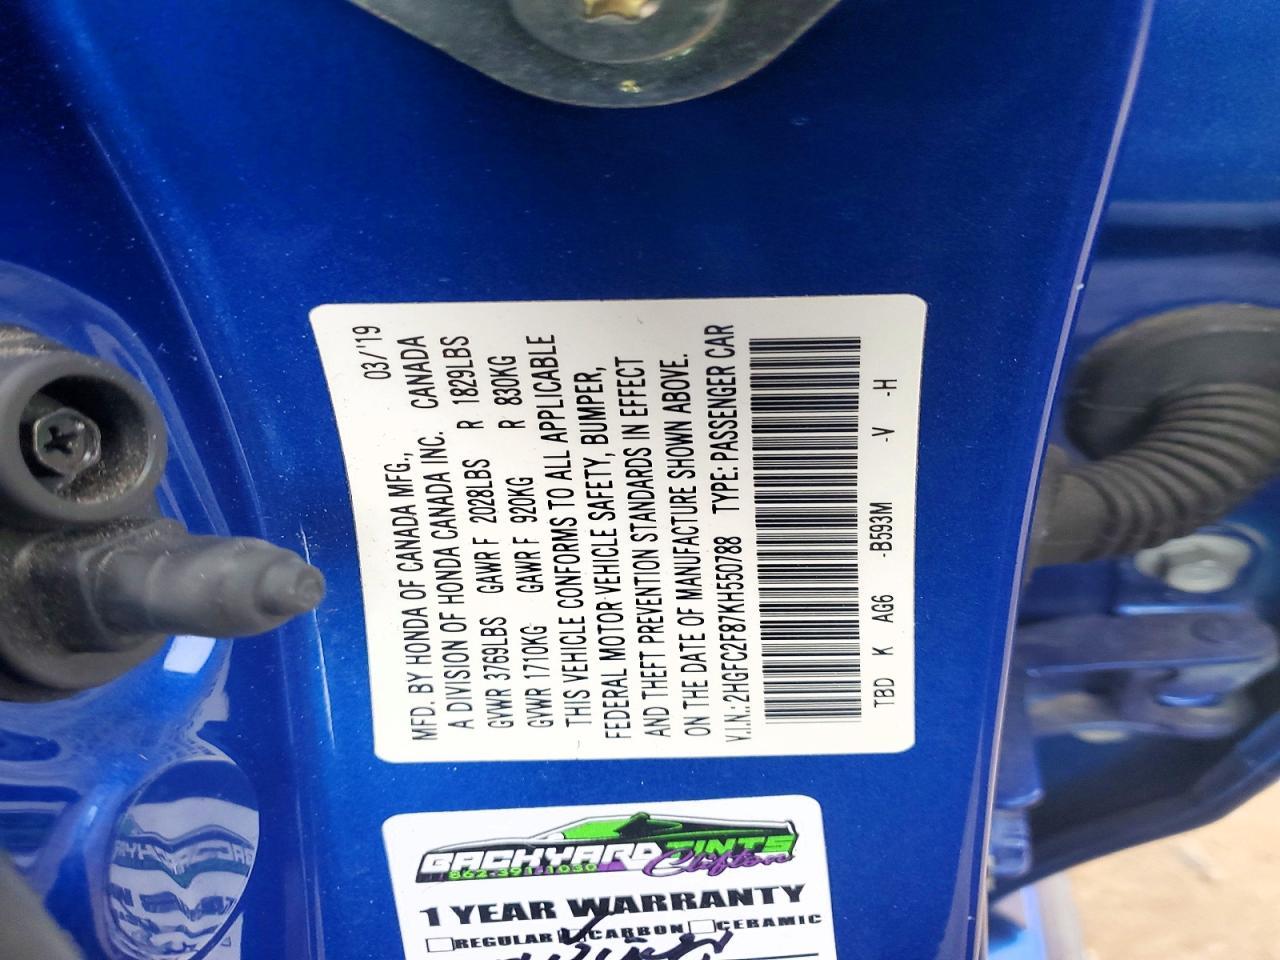 03/'19
MFD. BY HONDA OF CANADA MFG.,
A DIVISION OF HONDA CANADA INC. CANADA
GVWR 3769LBS GAWR F 2028LBS R 1829LBS
GVWR 1710KG GAWR F 920KG R 830KG
THIS VEHICLE CONFORMS TO ALL APPLICABLE
FEDERAL MOTOR VEHICLE SAFETY, BUMPER,
AND THEFT PREVENTION STANDARDS IN EFFECT
ON THE DATE OF MANUFACTURE SHOWN ABOVE.
V.I.N.: 2HGFC2F87KH550788 TYPE: PASSENGER CAR
TBD K AG6 -B593M -V -H
BACKYARD TINTS
Clifton
862-391-1030
1 YEAR WARRANTY
REGULAR CARBON CERAMIC